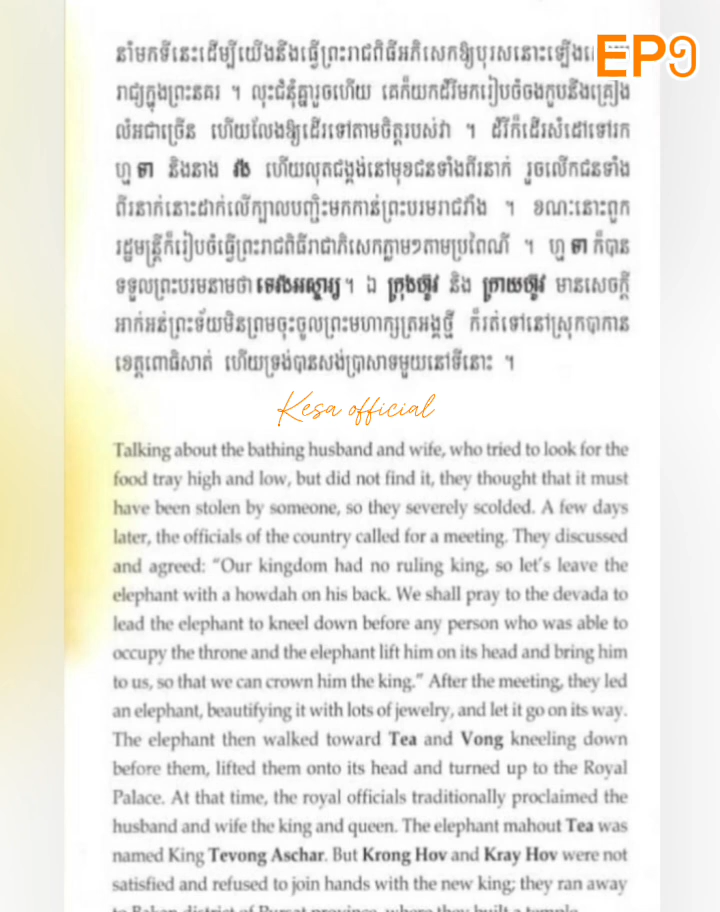 EP១
នាំមកទីនេះដើម្បីយើងនឹងធ្វើព្រះរាជពិធីអភិសេកឱ្យបុរសនោះឡើង
រាជ្យក្នុងព្រះនគរ ។ លុះជំនុំគ្នារួចហើយ គេក៏យកដំរីមករៀបចំចងកូបនឹងគ្រឿង
លំអជាច្រើន ហើយលែងឱ្យដើរទៅតាមចិត្តរបស់វា ។ ដំរីក៏ដើរសំដៅទៅរក
ហ្ម ទា និងនាង វង ហើយលុតជង្គង់នៅមុខជនទាំងពីរនាក់ រួចលើកជនទាំង
ពីរនាក់នោះដាក់លើក្បាលបញ្ជិះមកកាន់ព្រះបរមរាជវាំង ។ ខណៈនោះពួក
រដ្ឋមន្ត្រីក៏រៀបចំធ្វើព្រះរាជពិធីរាជាភិសេកភ្លាមៗតាមប្រពៃណី ។ ហ្ម ទា ក៏បាន
ទទួលព្រះបរមនាមថា ទេវង្សអស្ចារ្យ ។ ឯ ក្រុងហ៊ូវ និង ក្រាយហ៊ូវ មានសេចក្ដី
អាក់អន់ព្រះទ័យមិនព្រមចុះចូលព្រះមហាក្សត្រអង្គថ្មី ក៏រត់ទៅនៅស្រុកបាកាន
ខេត្តពោធិសាត់ ហើយទ្រង់បានសង់ប្រាសាទមួយនៅទីនោះ ។
Kesa official
Talking about the bathing husband and wife, who tried to look for the
food tray high and low, but did not find it, they thought that it must
have been stolen by someone, so they severely scolded. A few days
later, the officials of the country called for a meeting. They discussed
and agreed: “Our kingdom had no ruling king, so let’s leave the
elephant with a howdah on his back. We shall pray to the devada to
lead the elephant to kneel down before any person who was able to
occupy the throne and the elephant lift him on its head and bring him
to us, so that we can crown him the king.” After the meeting, they led
an elephant, beautifying it with lots of jewelry, and let it go on its way.
The elephant then walked toward Tea and Vong kneeling down
before them, lifted them onto its head and turned up to the Royal
Palace. At that time, the royal officials traditionally proclaimed the
husband and wife the king and queen. The elephant mahout Tea was
named King Tevong Aschar. But Krong Hov and Kray Hov were not
satisfied and refused to join hands with the new king; they ran away
to Bakan district of Pursat province, where they built a temple.